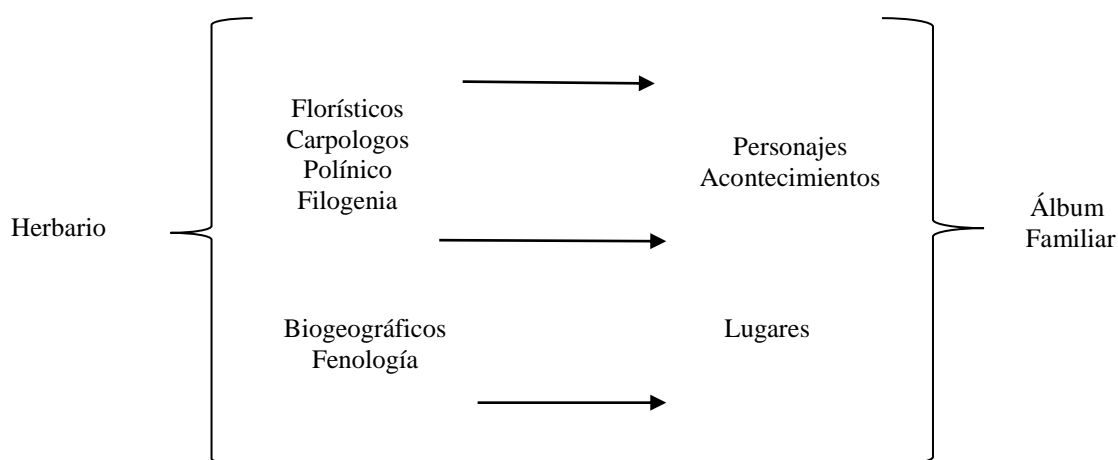 Herbario
Florísticos
Carpologos
Polínico
Filogenia
Biogeográficos
Fenología
Personajes
Acontecimientos
Lugares
Álbum
Familiar